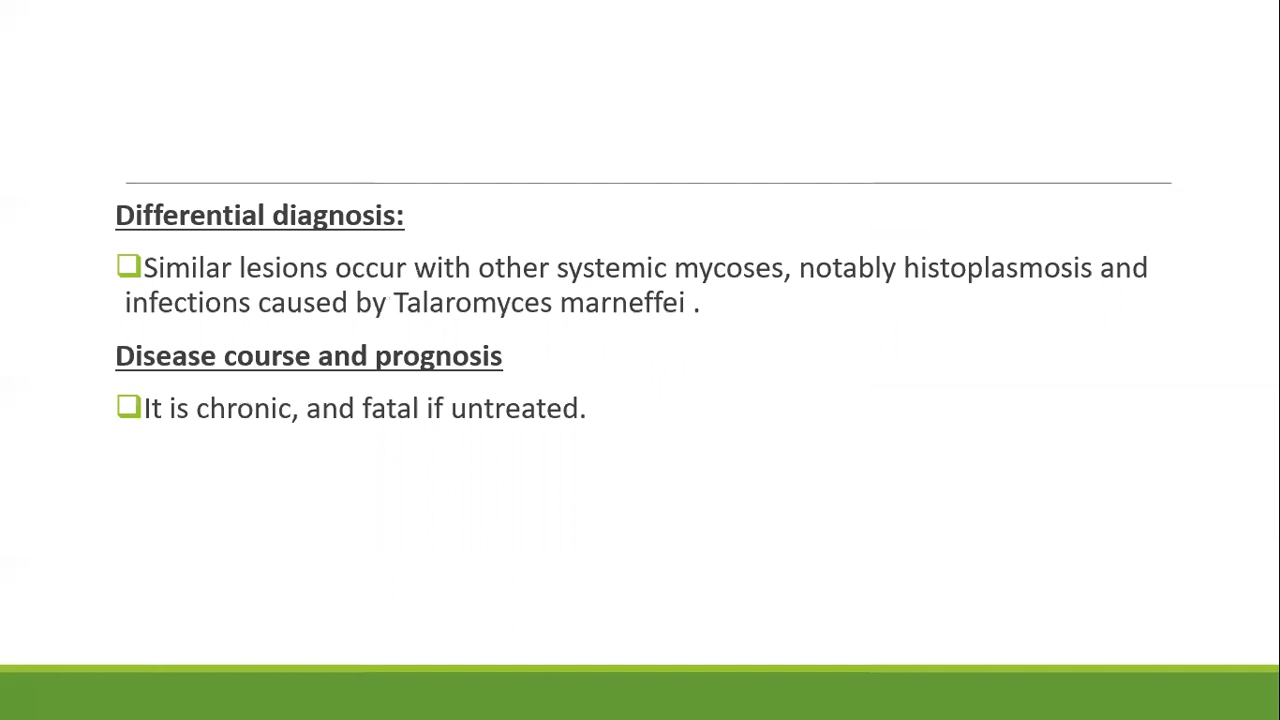 Differential diagnosis:
❑Similar lesions occur with other systemic mycoses, notably histoplasmosis and
infections caused by Talaromyces marneffei .
Disease course and prognosis
❑It is chronic, and fatal if untreated.